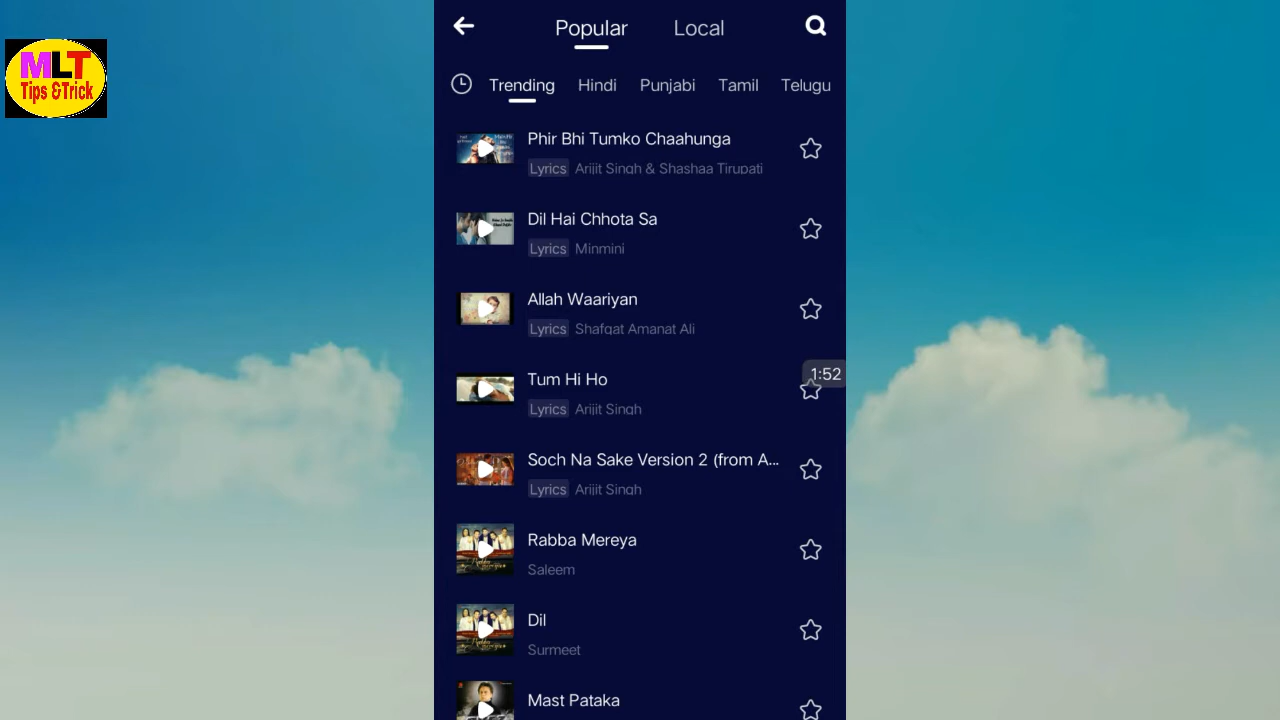 MLT
Tips &Trick
Popular Local
Trending Hindi Punjabi Tamil Telugu
Phir Bhi Tumko Chaahunga
Lyrics Arijit Singh & Shashaa Tirupati
Dil Hai Chhota Sa
Lyrics Minmini
Allah Waariyan
Lyrics Shafqat Amanat Ali
1:52
Tum Hi Ho
Lyrics Arijit Singh
Soch Na Sake Version 2 (from A...
Lyrics Arijit Singh
Rabba Mereya
Saleem
Dil
Surmeet
Mast Pataka